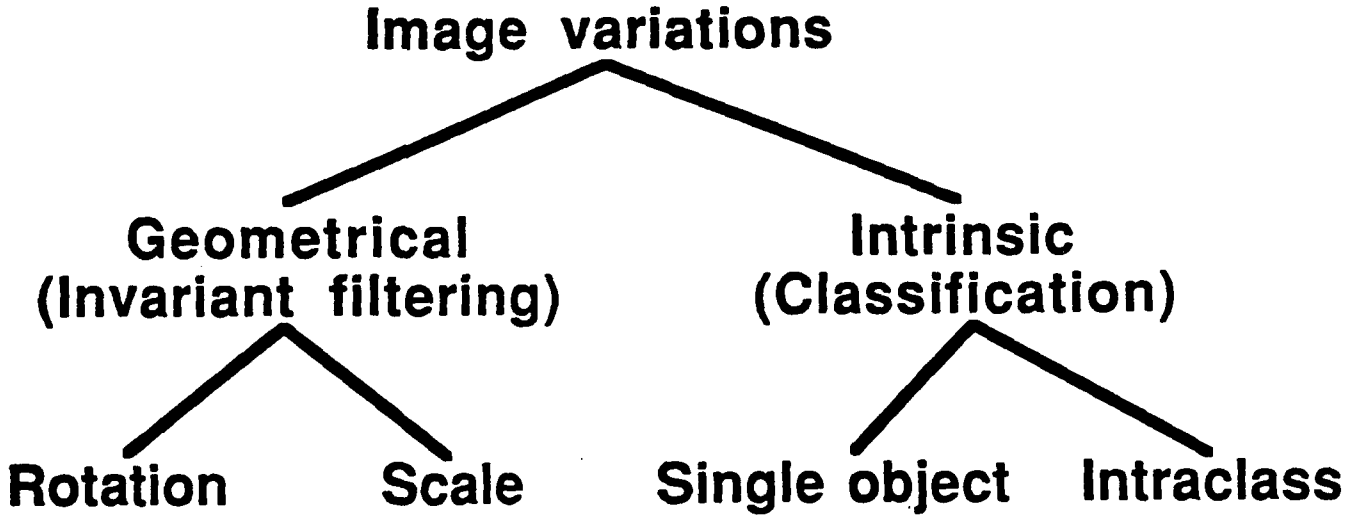 Image variations
Geometrical
(Invariant filtering)
Intrinsic
(Classification)
Rotation
Scale
Single object
Intraclass